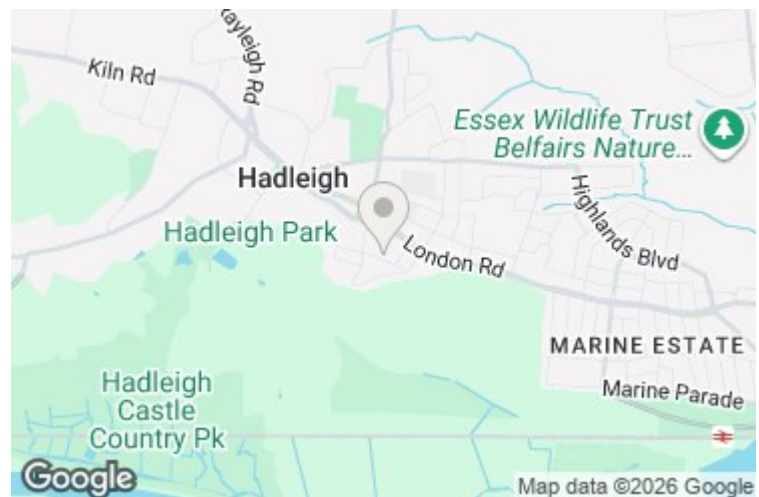 Rayleigh Rd
Kiln Rd
Essex Wildlife Trust
Belfairs Nature...
Hadleigh
Highlands Blvd
Hadleigh Park
London Rd
MARINE ESTATE
Hadleigh
Castle
Country Pk
Marine Parade
Google
Map data ©2026 Google